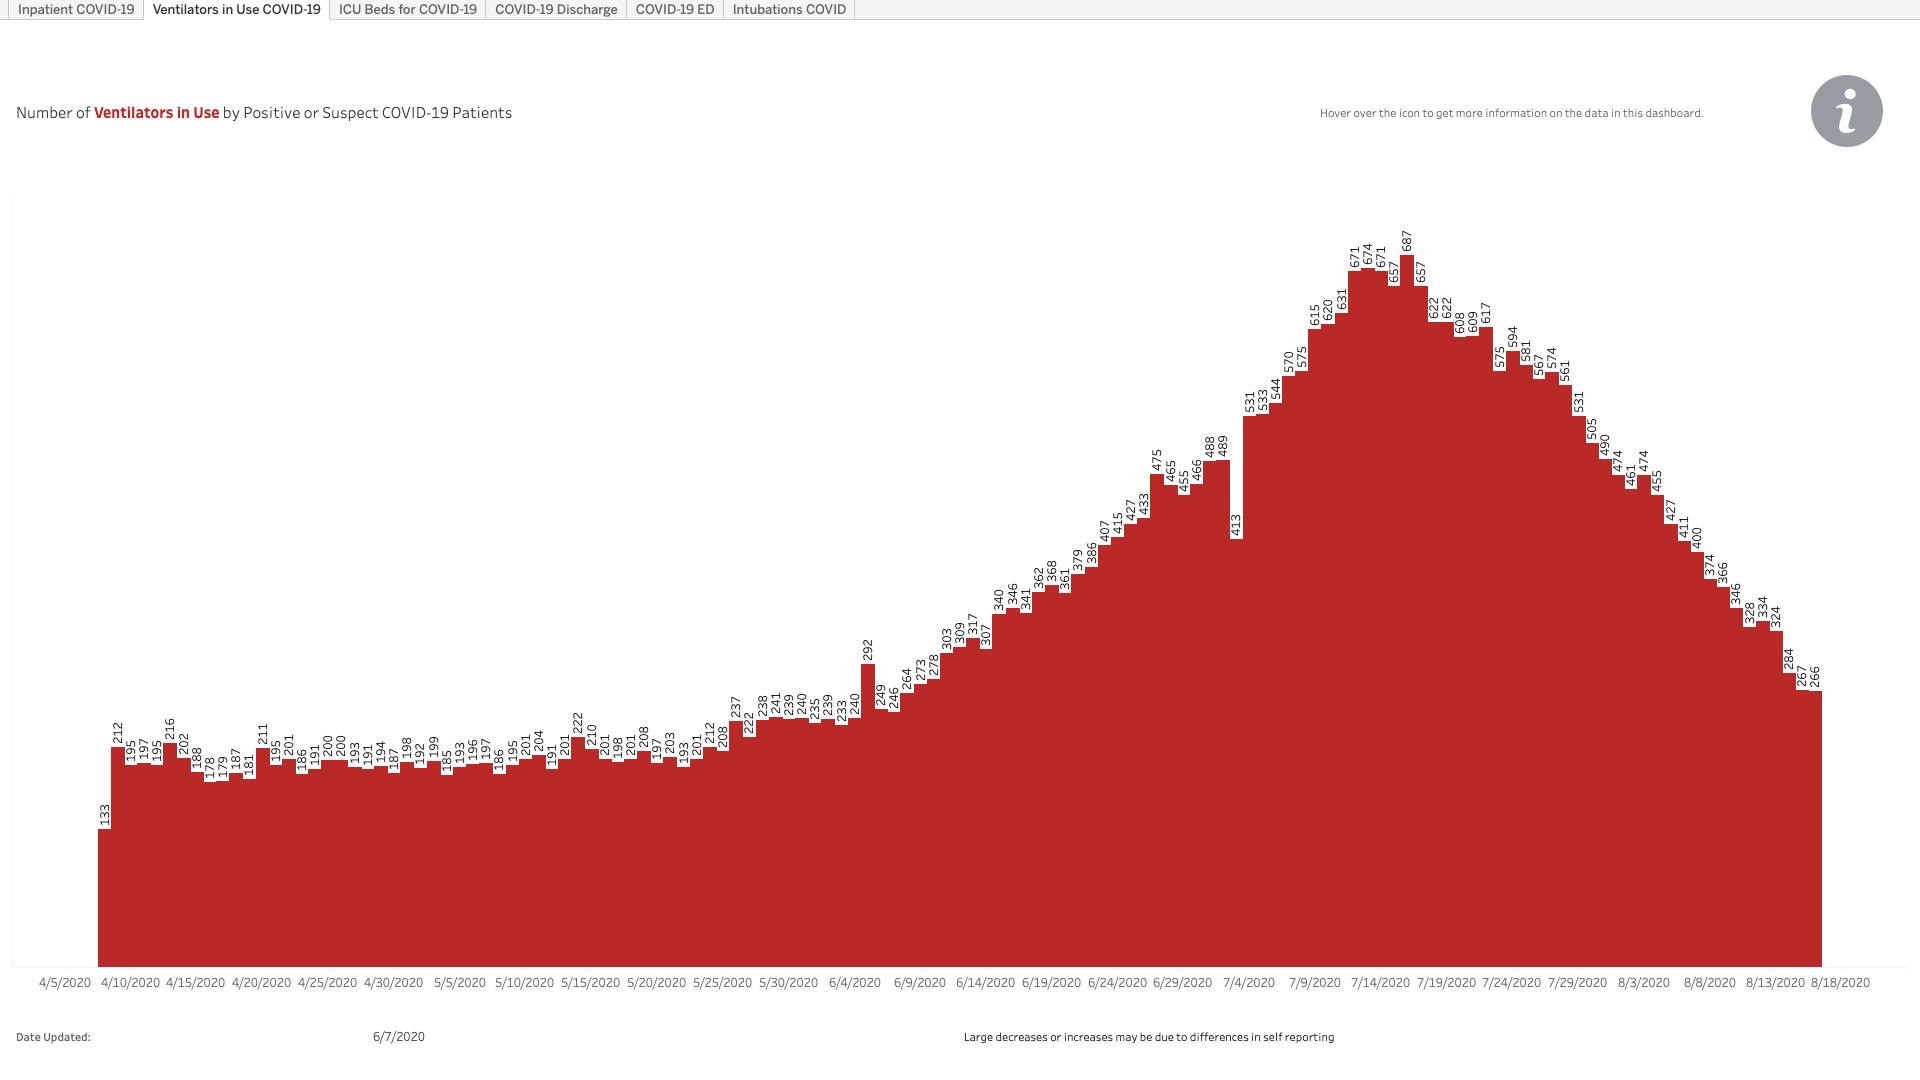 Inpatient COVID-19 Ventilators in Use COVID-19 ICU Beds for COVID-19 COVID-19 Discharge COVID-19 ED Intubations COVID
Number of Ventilators in Use by Positive or Suspect COVID-19 Patients
Hover over the icon to get more information on the data in this dashboard.
i
133 212 195 197 195 216 202 188 178 179 187 181 211 195 201 186 191 200 200 193 191 194 187 198 192 199 185 193 196 197 186 195 201 204 191 201 222 210 201 198 201 208 197 203 193 201 212 208 237 222 238 241 239 240 235 239 233 240 292 249 246 264 273 278 303 309 317 307 340 346 341 362 368 361 379 386 407 415 427 433 475 465 455 466 488 489 413 531 533 544 570 575 615 620 631 671 674 671 657 687 657 622 622 608 609 617 575 594 581 567 574 561 531 505 490 474 461 474 455 427 411 400 374 366 346 328 334 324 284 267 266
4/5/2020 4/10/2020 4/15/2020 4/20/2020 4/25/2020 4/30/2020 5/5/2020 5/10/2020 5/15/2020 5/20/2020 5/25/2020 5/30/2020 6/4/2020 6/9/2020 6/14/2020 6/19/2020 6/24/2020 6/29/2020 7/4/2020 7/9/2020 7/14/2020 7/19/2020 7/24/2020 7/29/2020 8/3/2020 8/8/2020 8/13/2020 8/18/2020
Date Updated: 6/7/2020 Large decreases or increases may be due to differences in self reporting